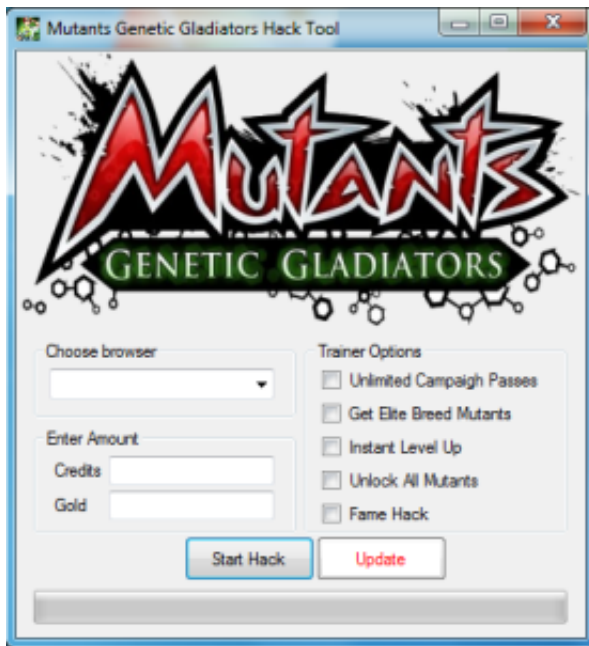 Mutants Genetic Gladiators Hack Tool
MUTANTS
GENETIC GLADIATORS
Choose browser
Enter Amount
Credits
Gold
Trainer Options
Unlimited Campaigh Passes
Get Elite Breed Mutants
Instant Level Up
Unlock All Mutants
Fame Hack
Start Hack
Update